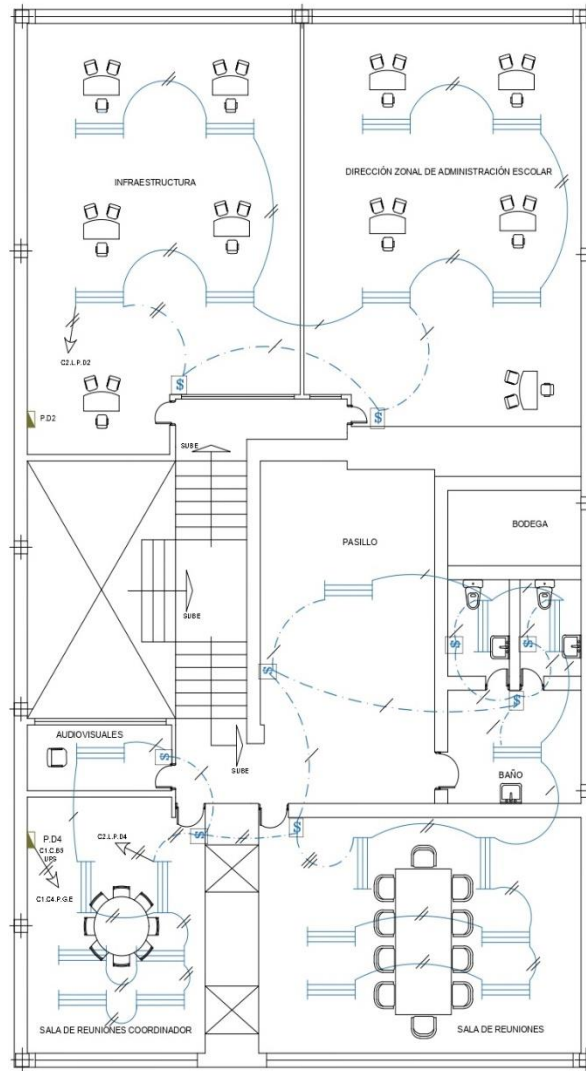 INFRAESTRUCTURA
DIRECCIÓN ZONAL DE ADMINISTRACIÓN ESCOLAR
C2.L.P.D2
$
$
P.D2
SUBE
BODEGA
PASILLO
SUBE
$
$
$
$
AUDIOVISUALES
$
SUBE
BAÑO
P.D4
C1.C.B5
UPS
C2.L.P.D4
$
$
C1.C4.P.G.E
SALA DE REUNIONES COORDINADOR
SALA DE REUNIONES